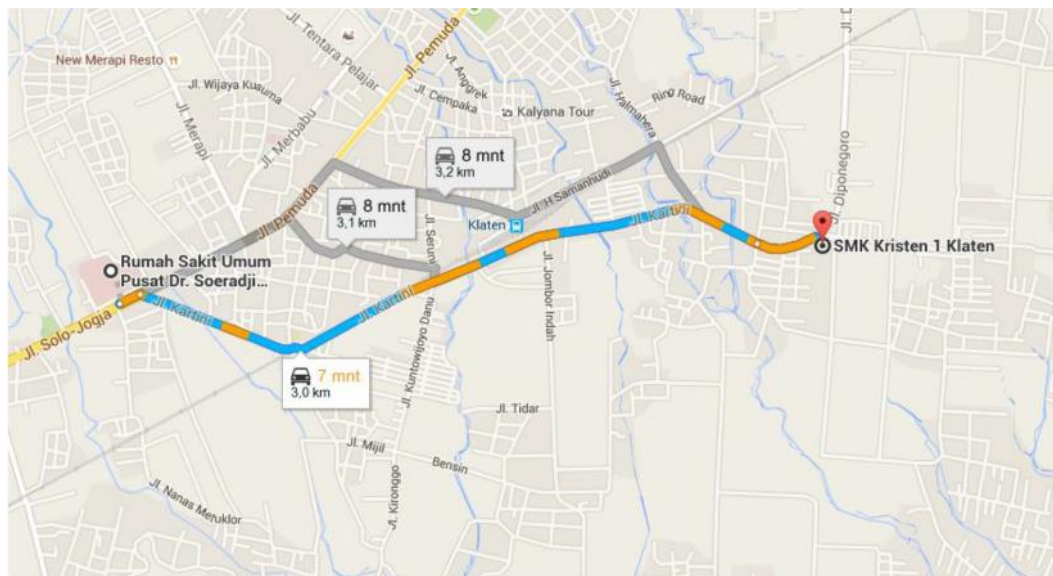 New Merapi Resto
Jl. Tentara Pelajar
Jl. Pemuda
Jl. Anggrek
Jl. Cempaka
Jl. Wijaya Kusuma
Jl. Merapi
Jl. Merbabu
Kalyana Tour
Jl. Halmahera
Ring Road
Jl. D
8 mnt
3,2 km
8 mnt
3,1 km
Jl. Pemuda
Jl. Seruni
Klaten
Jl. H Samanhudi
Jl. Kartini
Jl. Diponegoro
SMK Kristen 1 Klaten
Rumah Sakit Umum
Pusat Dr. Soeradji...
Jl. Solo-Jogja
Jl. Kartini
Jl. Kartini
Jl. Kuntowijoyo Danu
Jl. Jombor Indah
7 mnt
3,0 km
Jl. Tidar
Jl. Mijil
Bensin
Jl. Kironggo
Jl. Nanas Metuklor